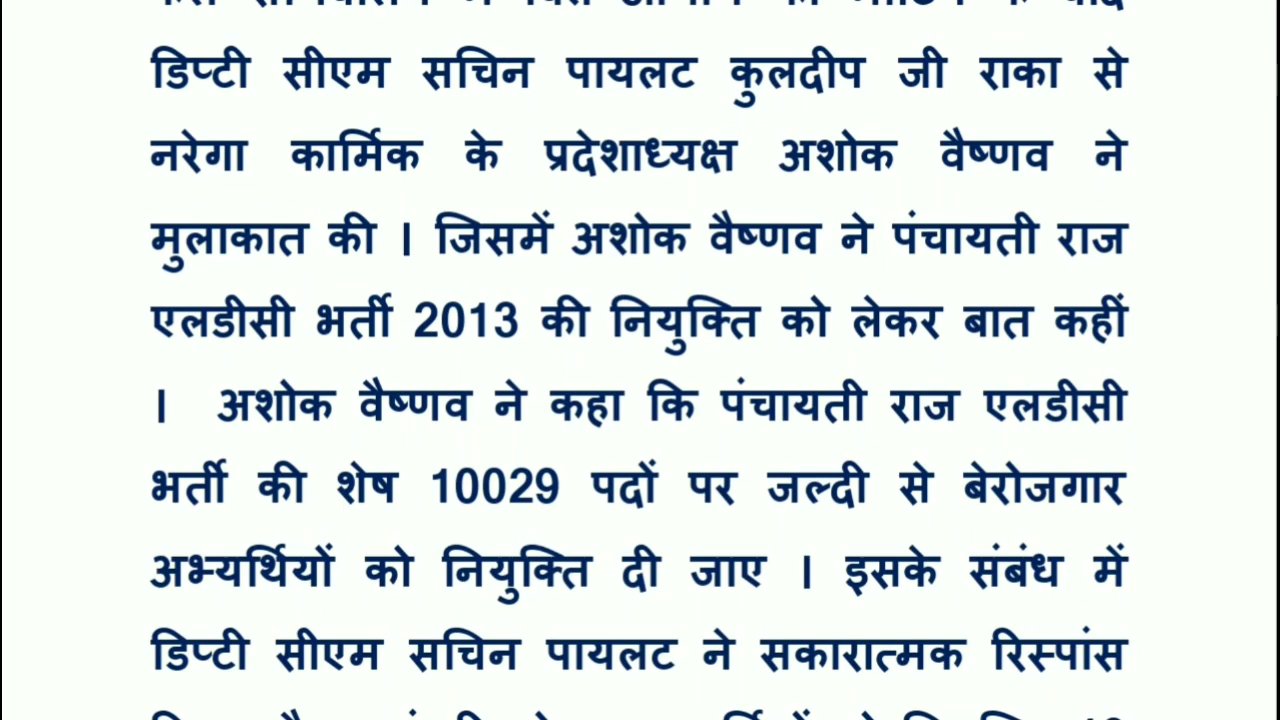 डिप्टी सीएम सचिन पायलट कुलदीप जी राका से
नरेगा कार्मिक के प्रदेशाध्यक्ष अशोक वैष्णव ने
मुलाकात की । जिसमें अशोक वैष्णव ने पंचायती राज
एलडीसी भर्ती 2013 की नियुक्ति को लेकर बात कहीं
। अशोक वैष्णव ने कहा कि पंचायती राज एलडीसी
भर्ती की शेष 10029 पदों पर जल्दी से बेरोजगार
अभ्यर्थियों को नियुक्ति दी जाए । इसके संबंध में
डिप्टी सीएम सचिन पायलट ने सकारात्मक रिस्पांस